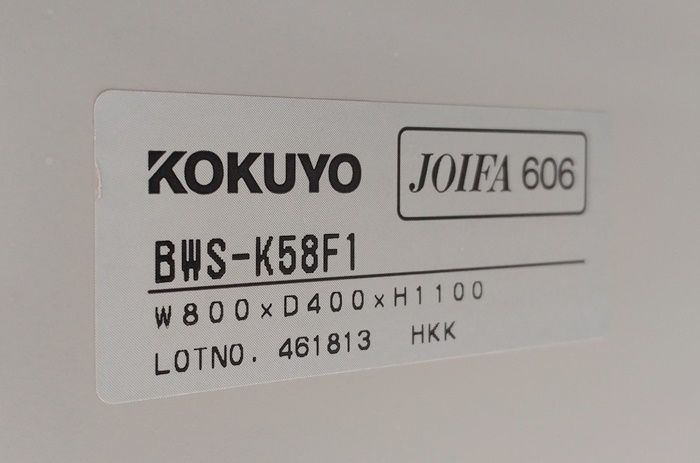 KOKUYO JOIFA 606
BWS-K58F1
W800×D400×H1100
LOTNO. 461813 HKK